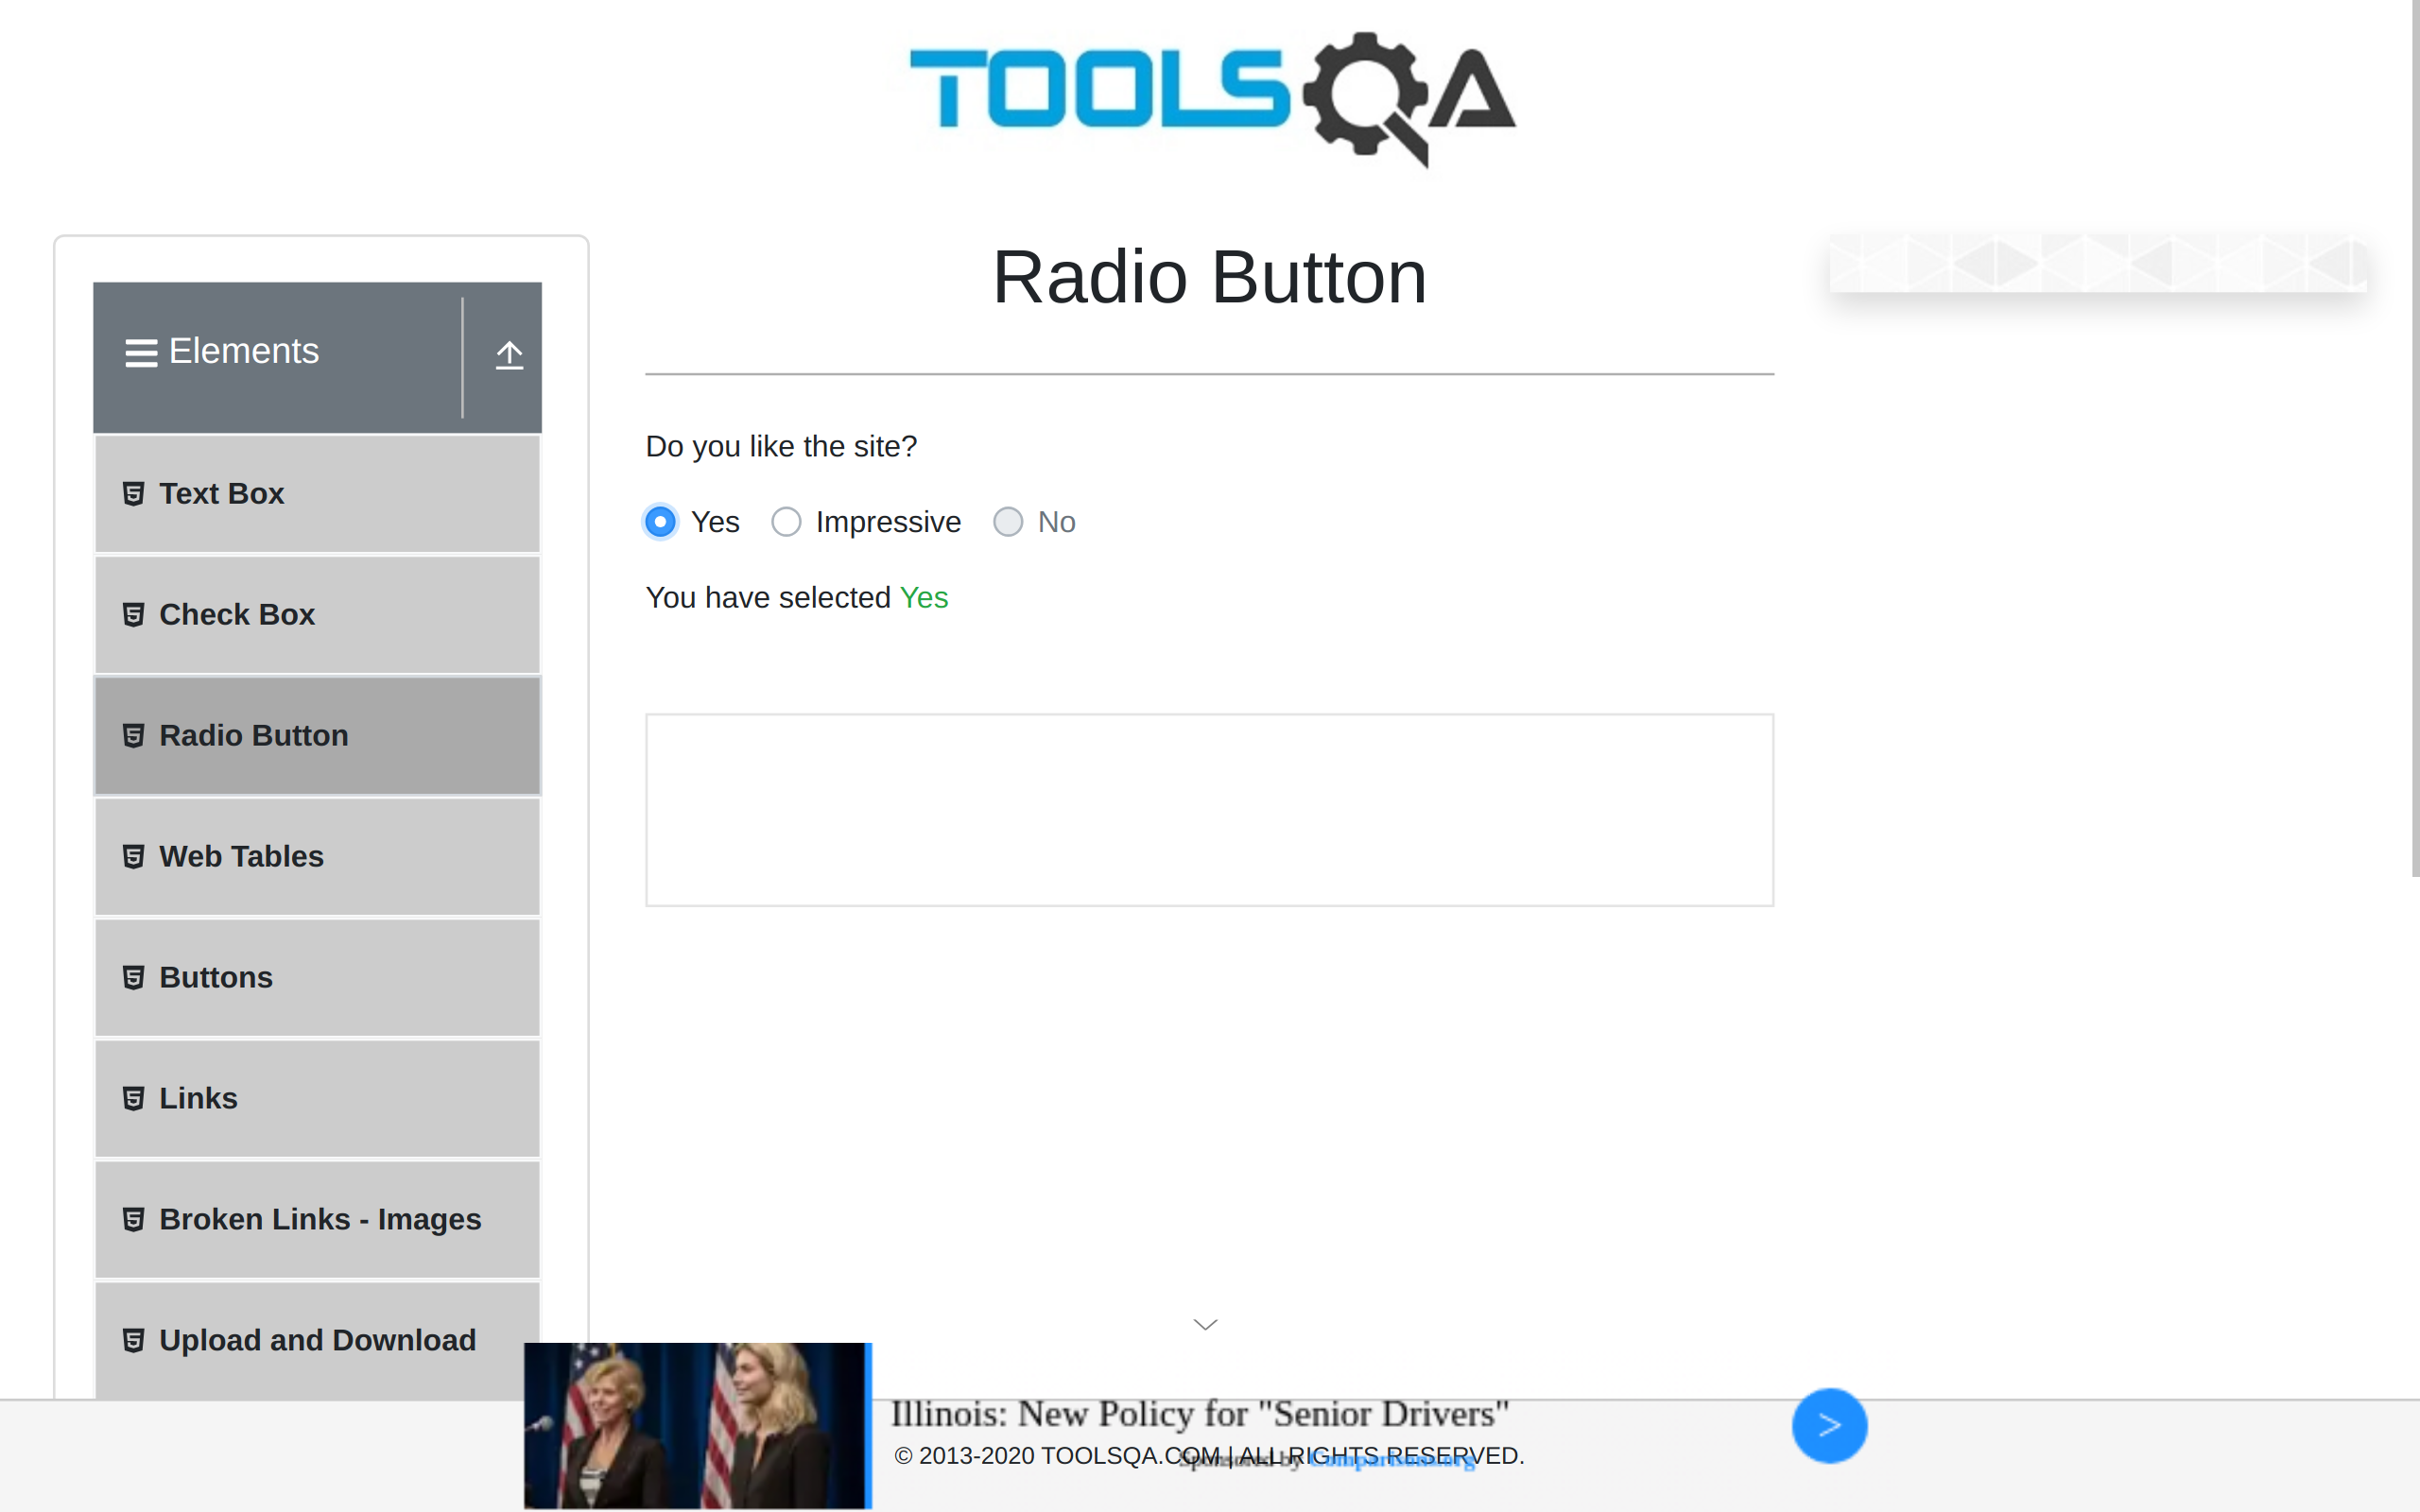 TOOLSQA
Radio Button
Elements
Text Box
Check Box
Radio Button
Web Tables
Buttons
Links
Broken Links - Images
Upload and Download
Do you like the site?
Yes Impressive No
You have selected Yes
Illinois: New Policy for "Senior Drivers"
© 2013-2020 TOOLSQA.COM | ALL RIGHTS RESERVED.
Sponsored by Comparisons.org
>